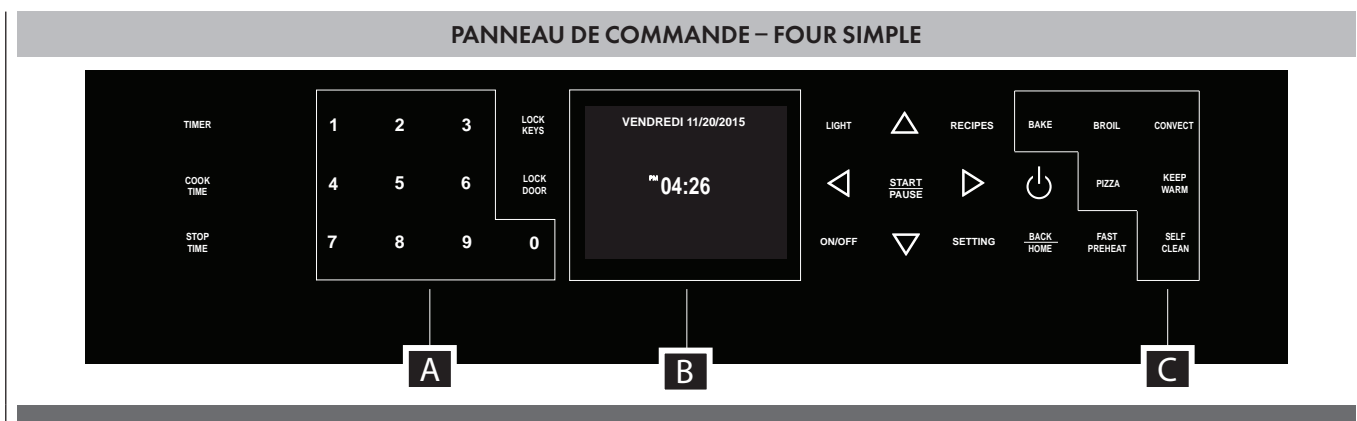 PANNEAU DE COMMANDE – FOUR SIMPLE
TIMER
COOK
TIME
STOP
TIME
1 2 3
4 5 6
7 8 9 0
LOCK
KEYS
LOCK
DOOR
VENDREDI 11/20/2015
PM 04:26
LIGHT
RECIPES
START
PAUSE
ON/OFF
SETTING
BAKE
BROIL
CONVECT
PIZZA
KEEP
WARM
BACK
HOME
FAST
PREHEAT
SELF
CLEAN
A
B
C